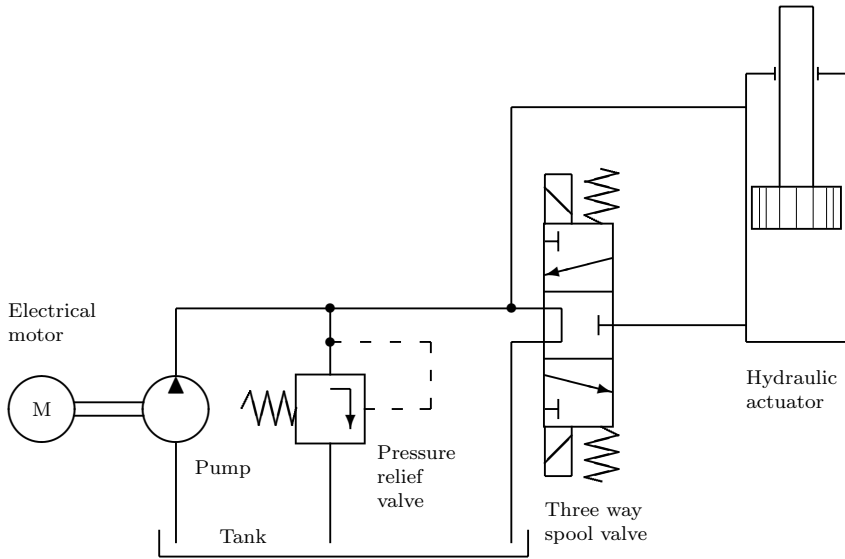 Electrical
motor
M
Pump
Tank
Pressure
relief
valve
Three way
spool valve
Hydraulic
actuator